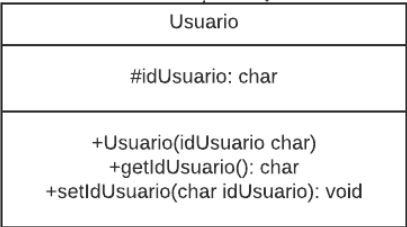 Usuario
#idUsuario: char
+Usuario(idUsuario char)
+getIdUsuario(): char
+setIdUsuario(char idUsuario): void